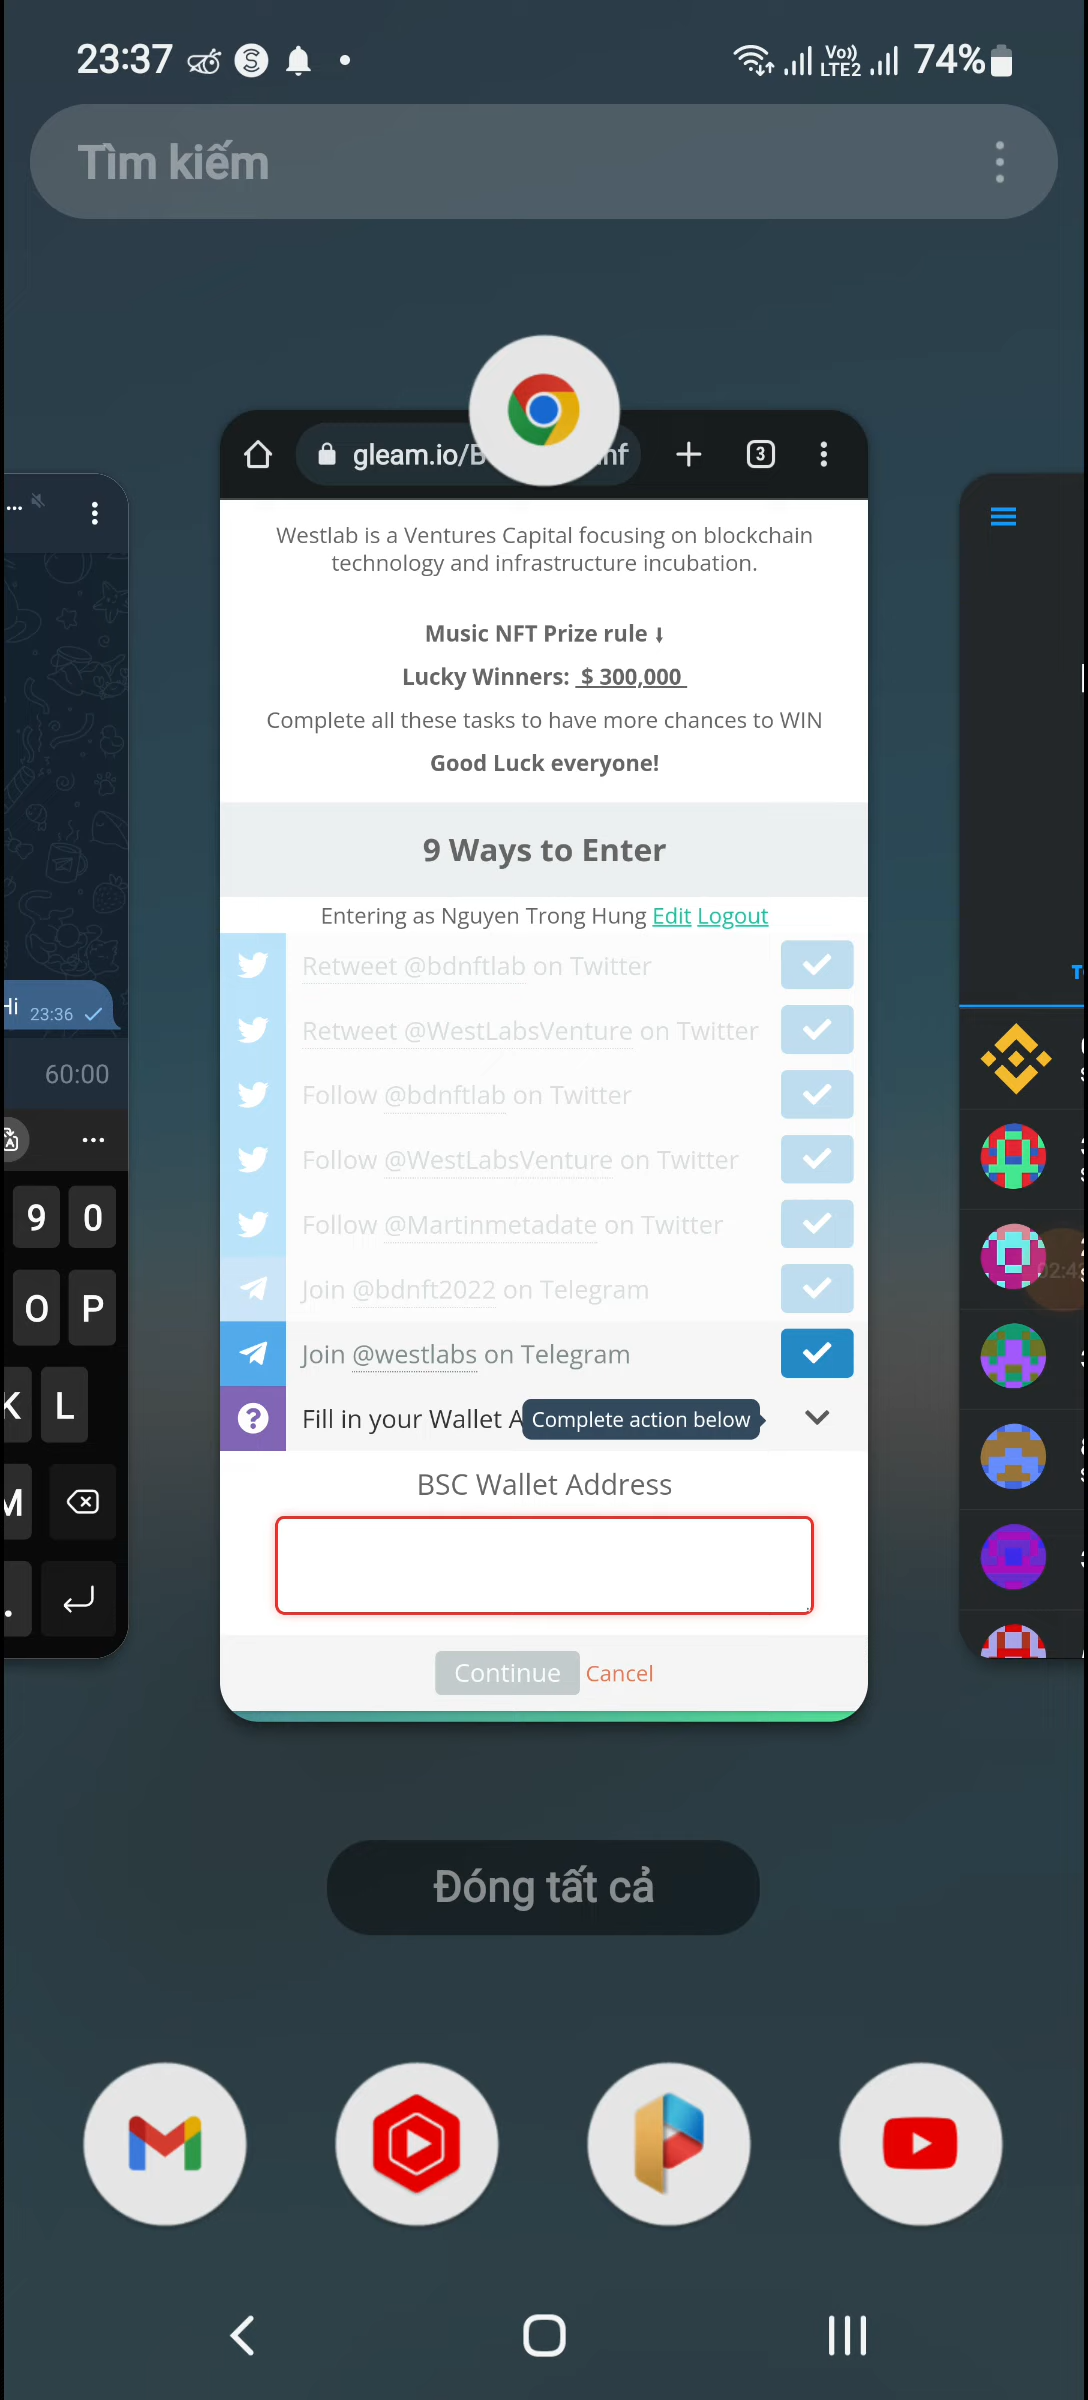 23:37
Vo))
LTE2
74%
Tìm kiếm
gleam.io/B
nf
3
Westlab is a Ventures Capital focusing on blockchain
technology and infrastructure incubation.
Music NFT Prize rule ⬇
Lucky Winners: $ 300,000
Complete all these tasks to have more chances to WIN
Good Luck everyone!
9 Ways to Enter
Entering as Nguyen Trong Hung Edit Logout
Retweet @bdnftlab on Twitter
Retweet @WestLabsVenture on Twitter
Follow @bdnftlab on Twitter
Follow @WestLabsVenture on Twitter
Follow @Martinmetadate on Twitter
Join @bdnft2022 on Telegram
Join @westlabs on Telegram
Fill in your Wallet A
Complete action below
BSC Wallet Address
Continue Cancel
Hi 23:36
60:00
9 0
O P
K L
M
.
Đóng tất cả